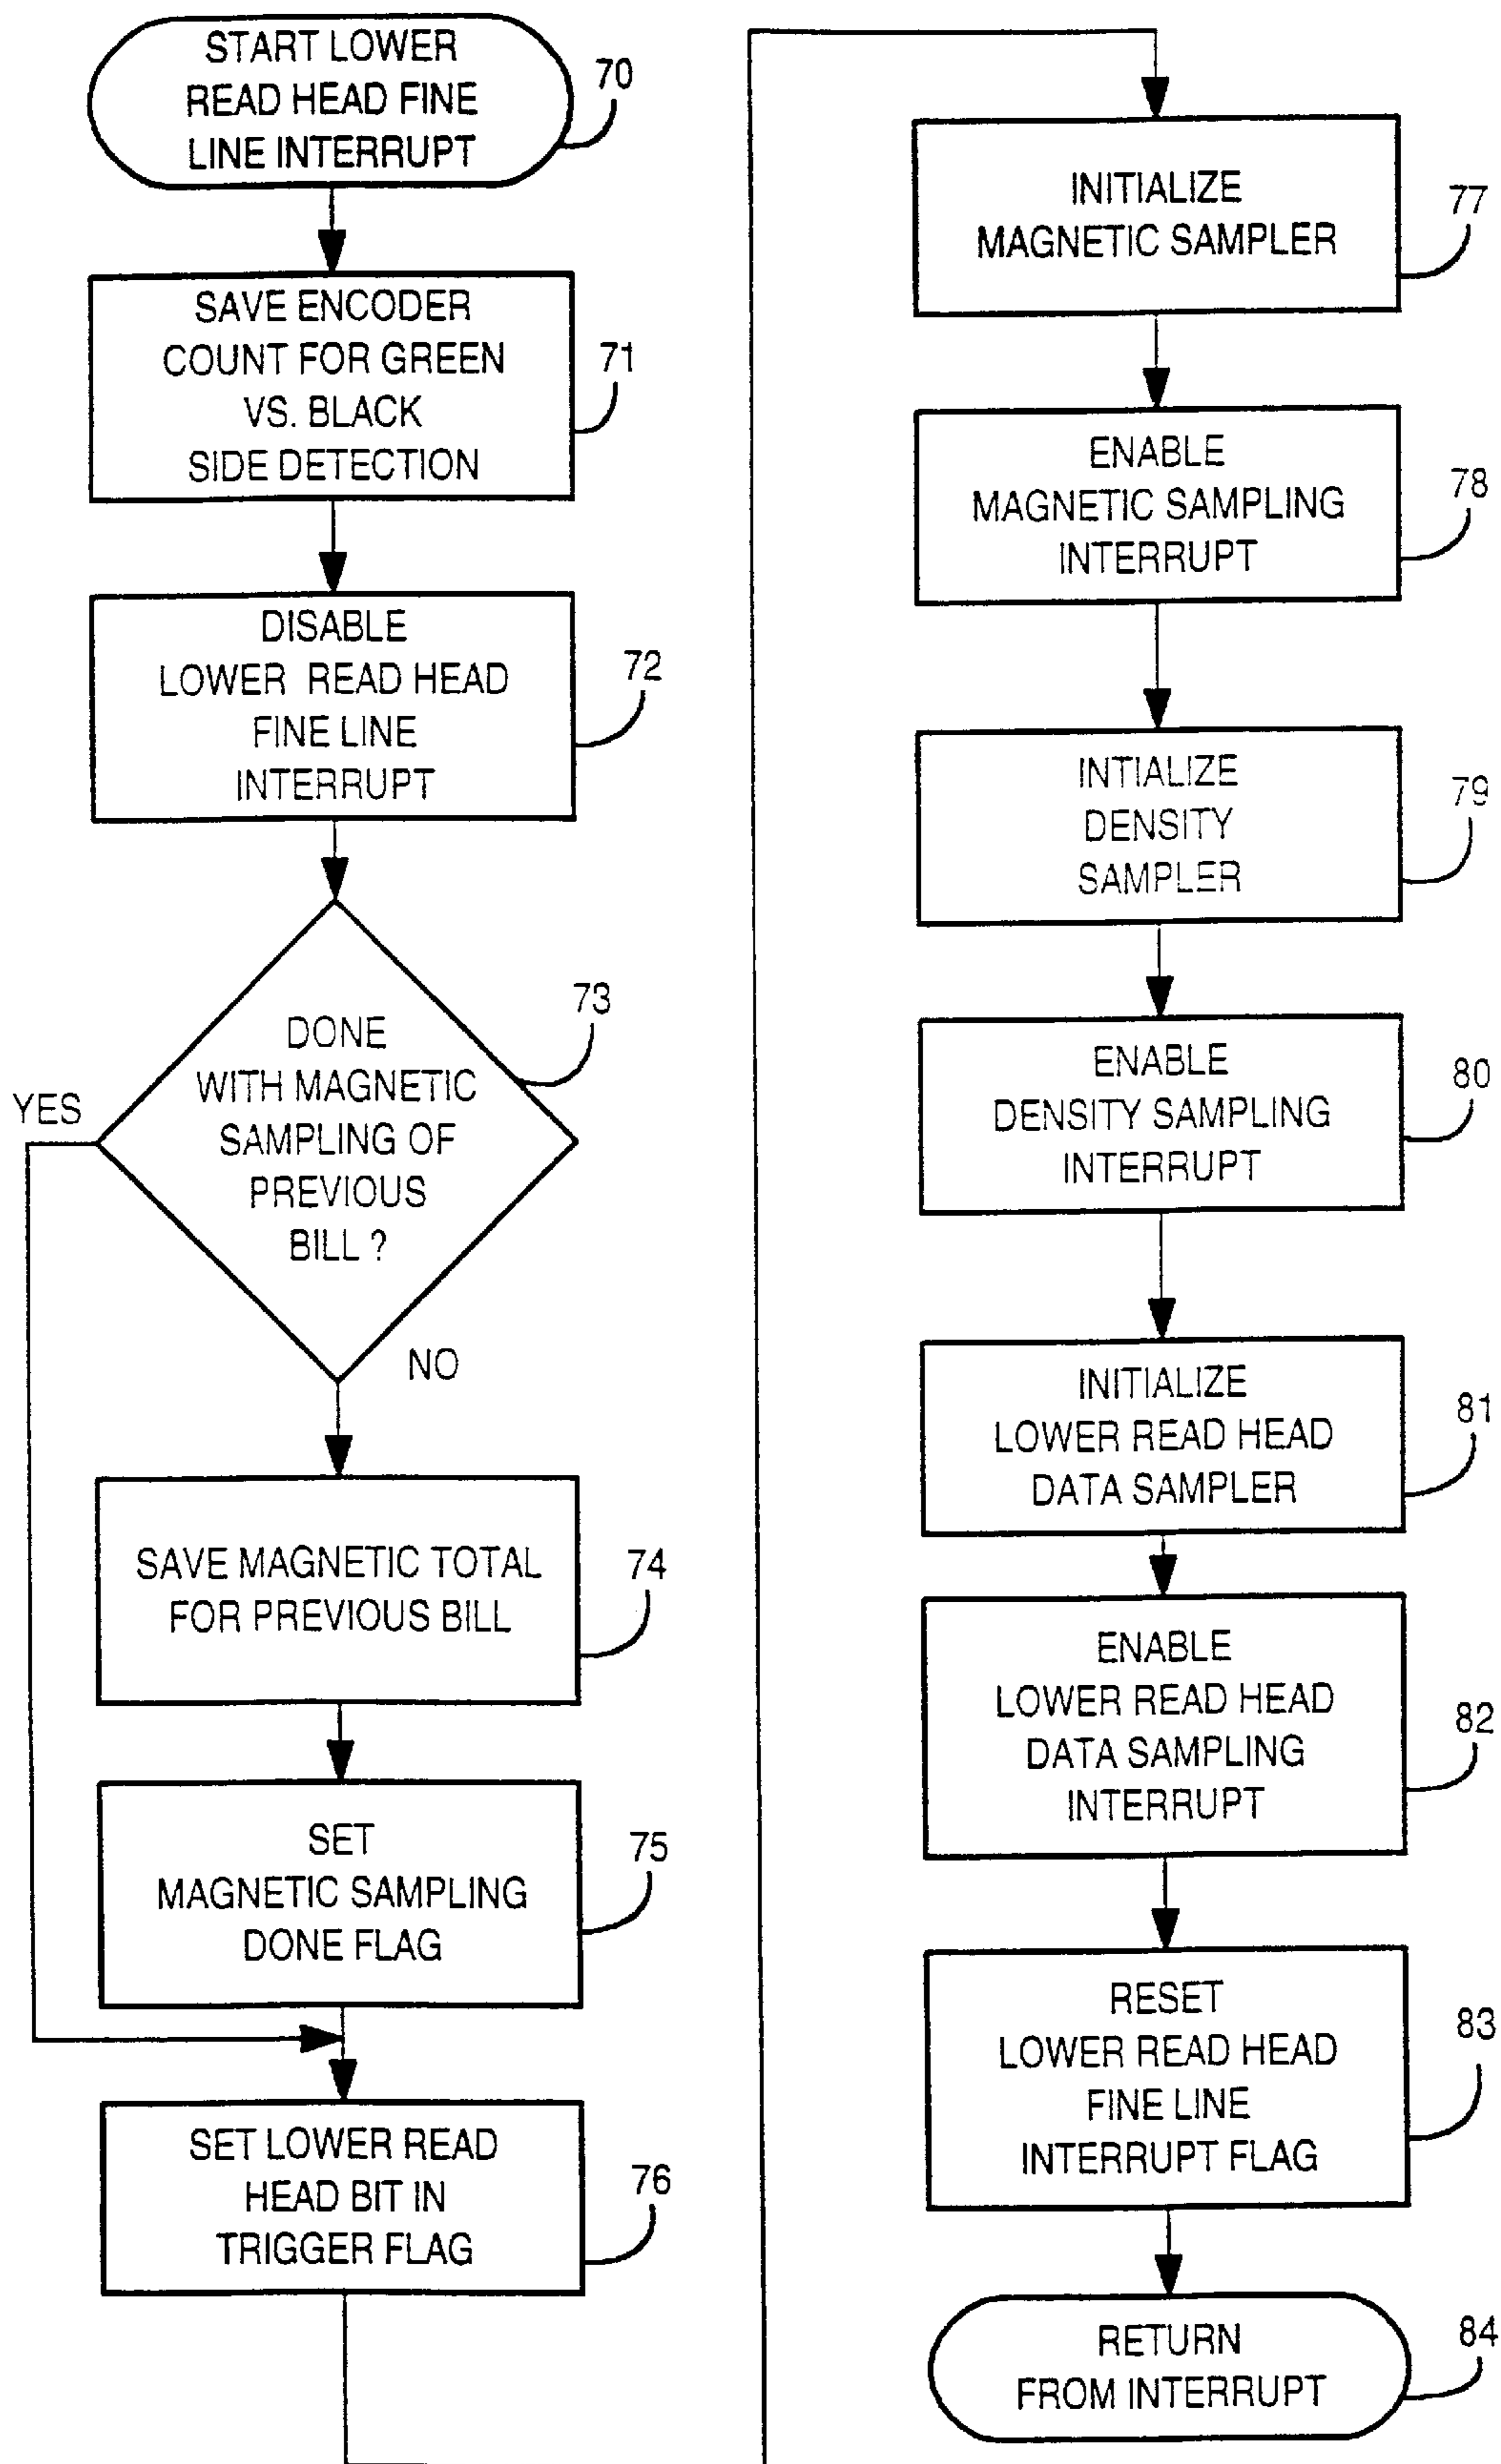 START LOWER
READ HEAD FINE
LINE INTERRUPT
70
SAVE ENCODER
COUNT FOR GREEN
VS. BLACK
SIDE DETECTION
71
DISABLE
LOWER READ HEAD
FINE LINE
INTERRUPT
72
DONE
WITH MAGNETIC
SAMPLING OF
PREVIOUS
BILL ?
73
YES
NO
SAVE MAGNETIC TOTAL
FOR PREVIOUS BILL
74
SET
MAGNETIC SAMPLING
DONE FLAG
75
SET LOWER READ
HEAD BIT IN
TRIGGER FLAG
76
INITIALIZE
MAGNETIC SAMPLER
77
ENABLE
MAGNETIC SAMPLING
INTERRUPT
78
INTIALIZE
DENSITY
SAMPLER
79
ENABLE
DENSITY SAMPLING
INTERRUPT
80
INITIALIZE
LOWER READ HEAD
DATA SAMPLER
81
ENABLE
LOWER READ HEAD
DATA SAMPLING
INTERRUPT
82
RESET
LOWER READ HEAD
FINE LINE
INTERRUPT FLAG
83
RETURN
FROM INTERRUPT
84